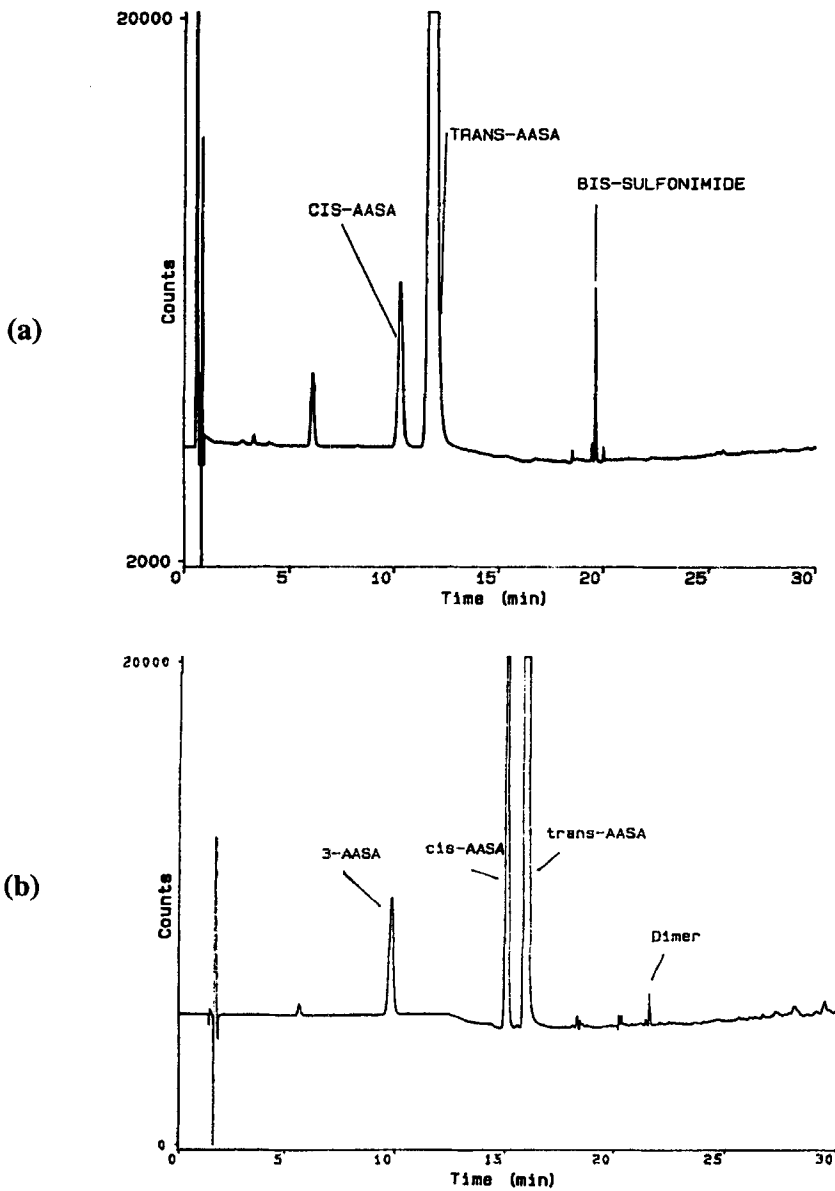 (a)
20000
TRANS-AASA
BIS-SULFONIMIDE
CIS-AASA
Counts
2000
0 5 10 15 20 25 30
Time (min)
(b)
20000
3-AASA
cis-AASA
trans-AASA
Counts
Dimer
0
0 5 10 15 20 25 30
Time (min)